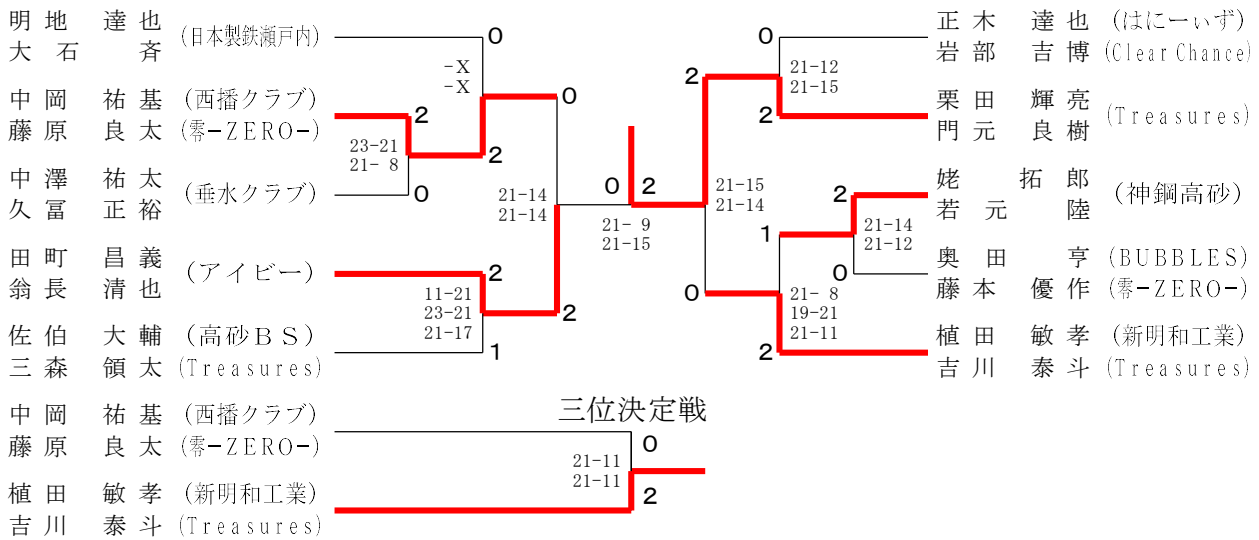 明地 達也 (日本製鉄瀬戸内)
大石 斉
中岡 祐基 (西播クラブ)
藤原 良太 (零-ZERO-)
中澤 祐太 (垂水クラブ)
久冨 正裕
田町 昌義 (アイビー)
翁長 清也
佐伯 大輔 (高砂BS)
三森 領太 (Treasures)
0
-X
-X
2
23-21
21- 8
0
2
0
21-14
21-14
2
11-21
23-21
21-17
1
2
0 2
21- 9
21-15
2
21-15
21-14
0
0
21-12
21-15
2
1
2
21-14
21-12
0
21- 8
19-21
21-11
2
正木 達也 (はにーいず)
岩部 吉博 (Clear Chance)
栗田 輝亮 (Treasures)
門元 良樹
姥 拓郎 (神鋼高砂)
若元 陸
奥田 亨 (BUBBLES)
藤本 優作 (零-ZERO-)
植田 敏孝 (新明和工業)
吉川 泰斗 (Treasures)
三位決定戦
中岡 祐基 (西播クラブ)
藤原 良太 (零-ZERO-)
植田 敏孝 (新明和工業)
吉川 泰斗 (Treasures)
0
21-11
21-11
2